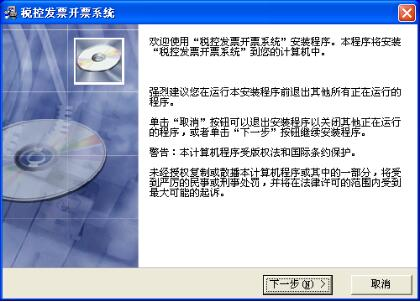 税控发票开票系统
欢迎使用“税控发票开票系统”安装程序。本程序将安装
“税控发票开票系统”到您的计算机中。
强烈建议您在运行本安装程序前退出其他所有正在运行的
程序。
单击“取消”按钮可以退出安装程序以关闭其他正在运行
的程序,或者单击“下一步”按钮继续安装程序。
警告:本计算机程序受版权法和国际条约保护。
未经授权复制或散播本计算机程序或其中的一部分,将受
到严厉的民事或刑事处罚,并将在法律许可的范围内受到
最大可能的起诉。
下一步(N) >
取消